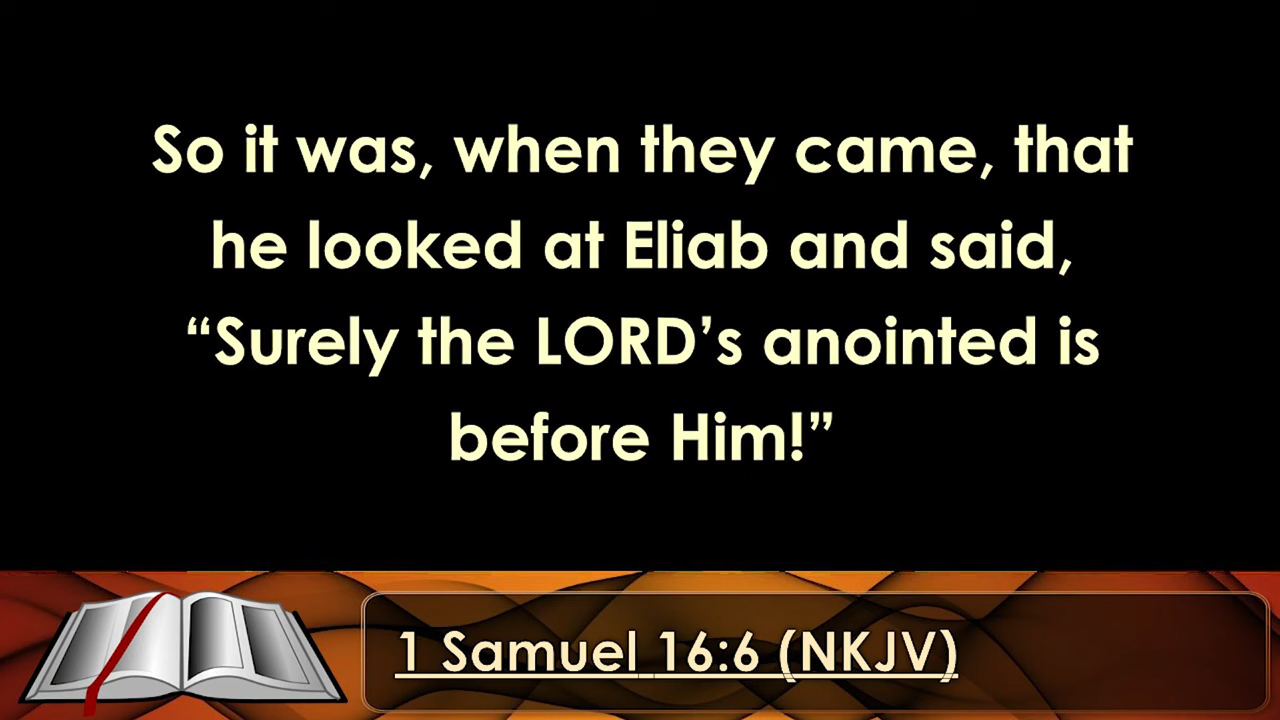 So it was, when they came, that
he looked at Eliab and said,
“Surely the LORD’s anointed is
before Him!”
1 Samuel 16:6 (NKJV)